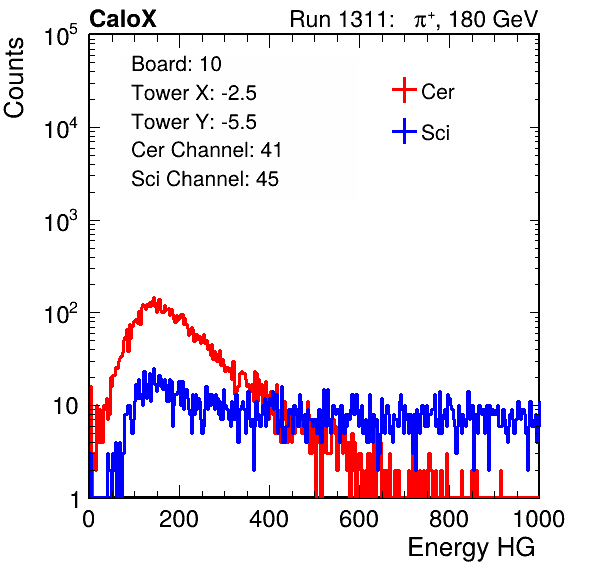 CaloX
Run 1311: π⁺, 180 GeV
Counts
10⁵
10⁴
10³
10²
10
1
Board: 10
Tower X: -2.5
Tower Y: -5.5
Cer Channel: 41
Sci Channel: 45
Cer
Sci
0 200 400 600 800 1000
Energy HG